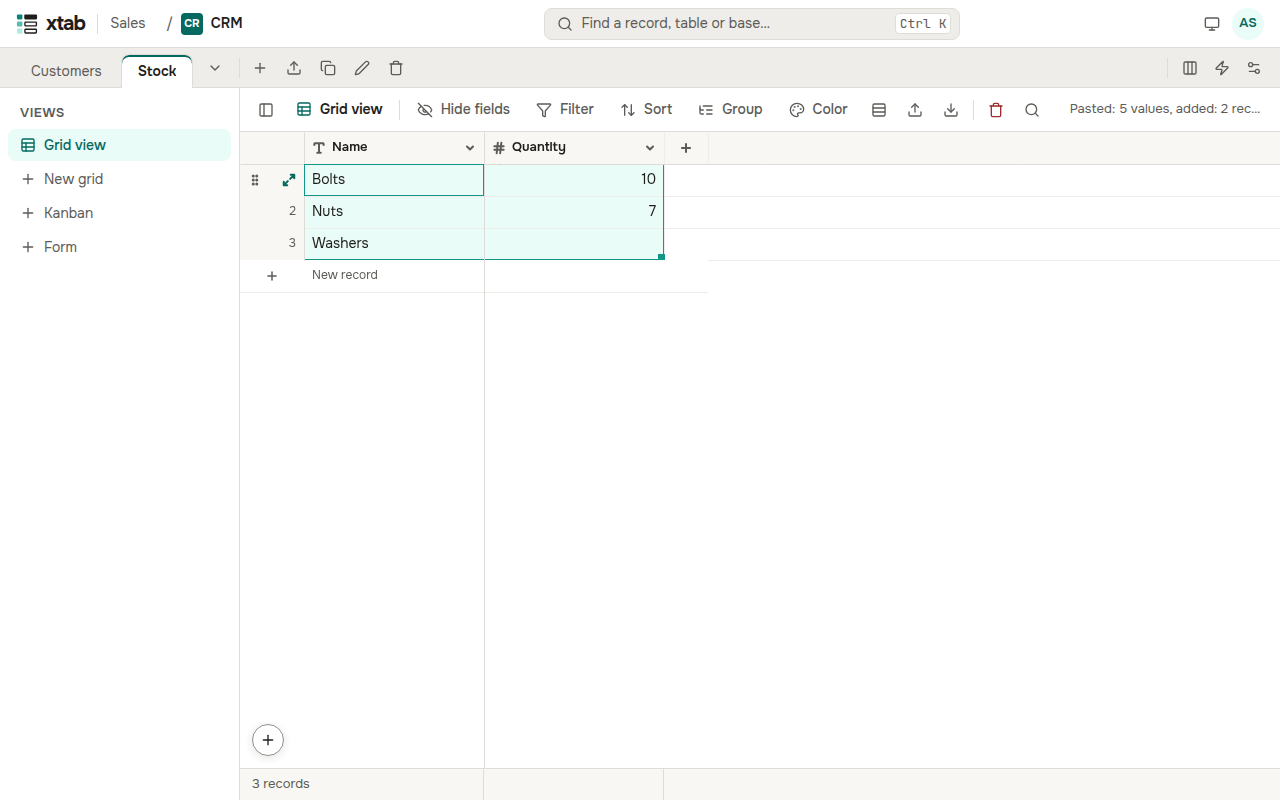 xtab Sales / CR CRM Find a record, table or base... Ctrl K AS
Customers Stock
VIEWS
Grid view
New grid
Kanban
Form
Grid view Hide fields Filter Sort Group Color Pasted: 5 values, added: 2 rec...
Name Quantity
Bolts 10
2 Nuts 7
3 Washers
New record
3 records